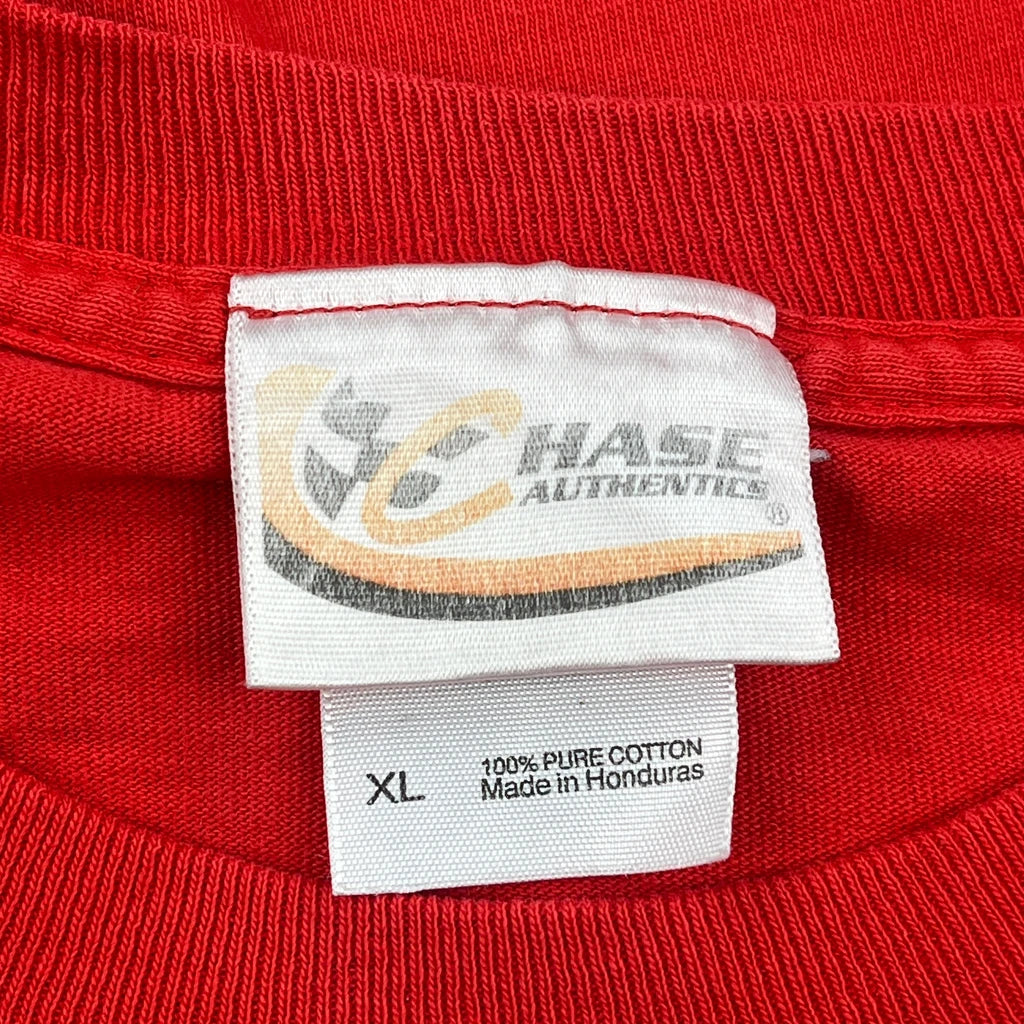 CHASE
AUTHENTICS
®
XL
100% PURE COTTON
Made in Honduras